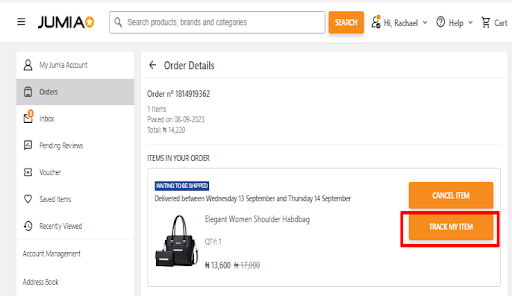 JUMIA
Search products, brands and categories
SEARCH
Hi, Rachael
Help
Cart
My Jumia Account
Orders
Inbox
Pending Reviews
Voucher
Saved Items
Recently Viewed
Account Management
Address Book
Order Details
Order nº 1814919362
1 Items
Placed on 08-09-2023
Total: ₦ 14,220
ITEMS IN YOUR ORDER
WAITING TO BE SHIPPED
Delivered between Wednesday 13 September and Thursday 14 September
Elegant Women Shoulder Habdbag
QTY: 1
₦ 13,600 ₦ 17,000
CANCEL ITEM
TRACK MY ITEM